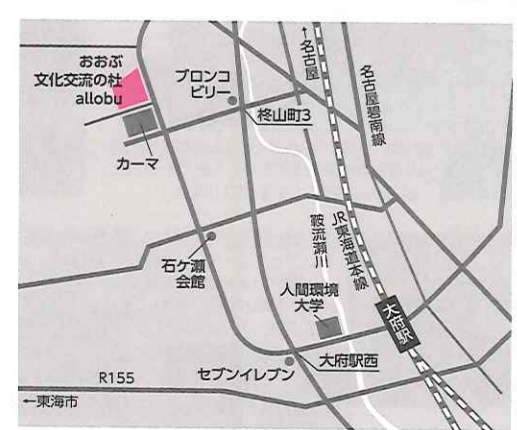 おおぶ
文化交流の杜
allobu
カーマ
ブロンコ
ビリー
柊山町3
←名古屋
名古屋碧南線
石ケ瀬
会館
鞍流瀬川
JR東海道本線
人間環境
大学
大府駅
大府駅西
セブンイレブン
R155
←東海市